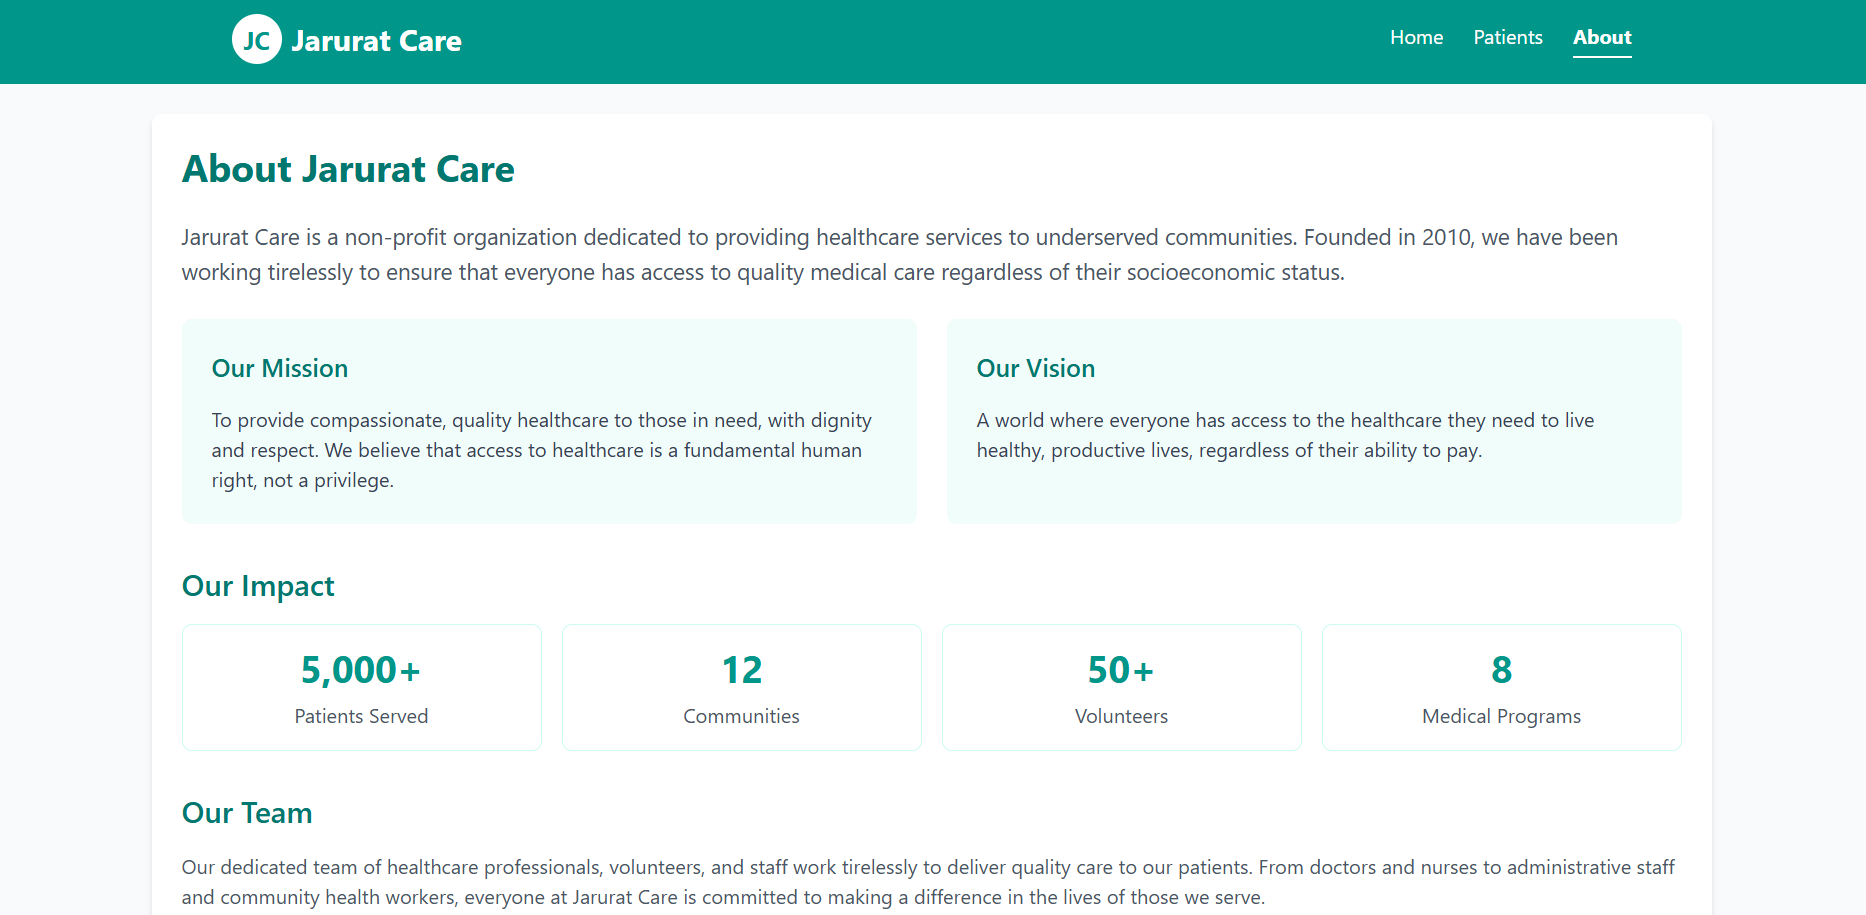 JC Jarurat Care
Home Patients About
About Jarurat Care
Jarurat Care is a non-profit organization dedicated to providing healthcare services to underserved communities. Founded in 2010, we have been
working tirelessly to ensure that everyone has access to quality medical care regardless of their socioeconomic status.
Our Mission
To provide compassionate, quality healthcare to those in need, with dignity
and respect. We believe that access to healthcare is a fundamental human
right, not a privilege.
Our Vision
A world where everyone has access to the healthcare they need to live
healthy, productive lives, regardless of their ability to pay.
Our Impact
5,000+
Patients Served
12
Communities
50+
Volunteers
8
Medical Programs
Our Team
Our dedicated team of healthcare professionals, volunteers, and staff work tirelessly to deliver quality care to our patients. From doctors and nurses to administrative staff
and community health workers, everyone at Jarurat Care is committed to making a difference in the lives of those we serve.